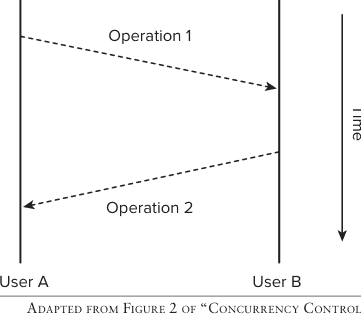 Operation 1
Time
Operation 2
User A
User B
ADAPTED FROM FIGURE 2 OF “CONCURRENCY CONTROL